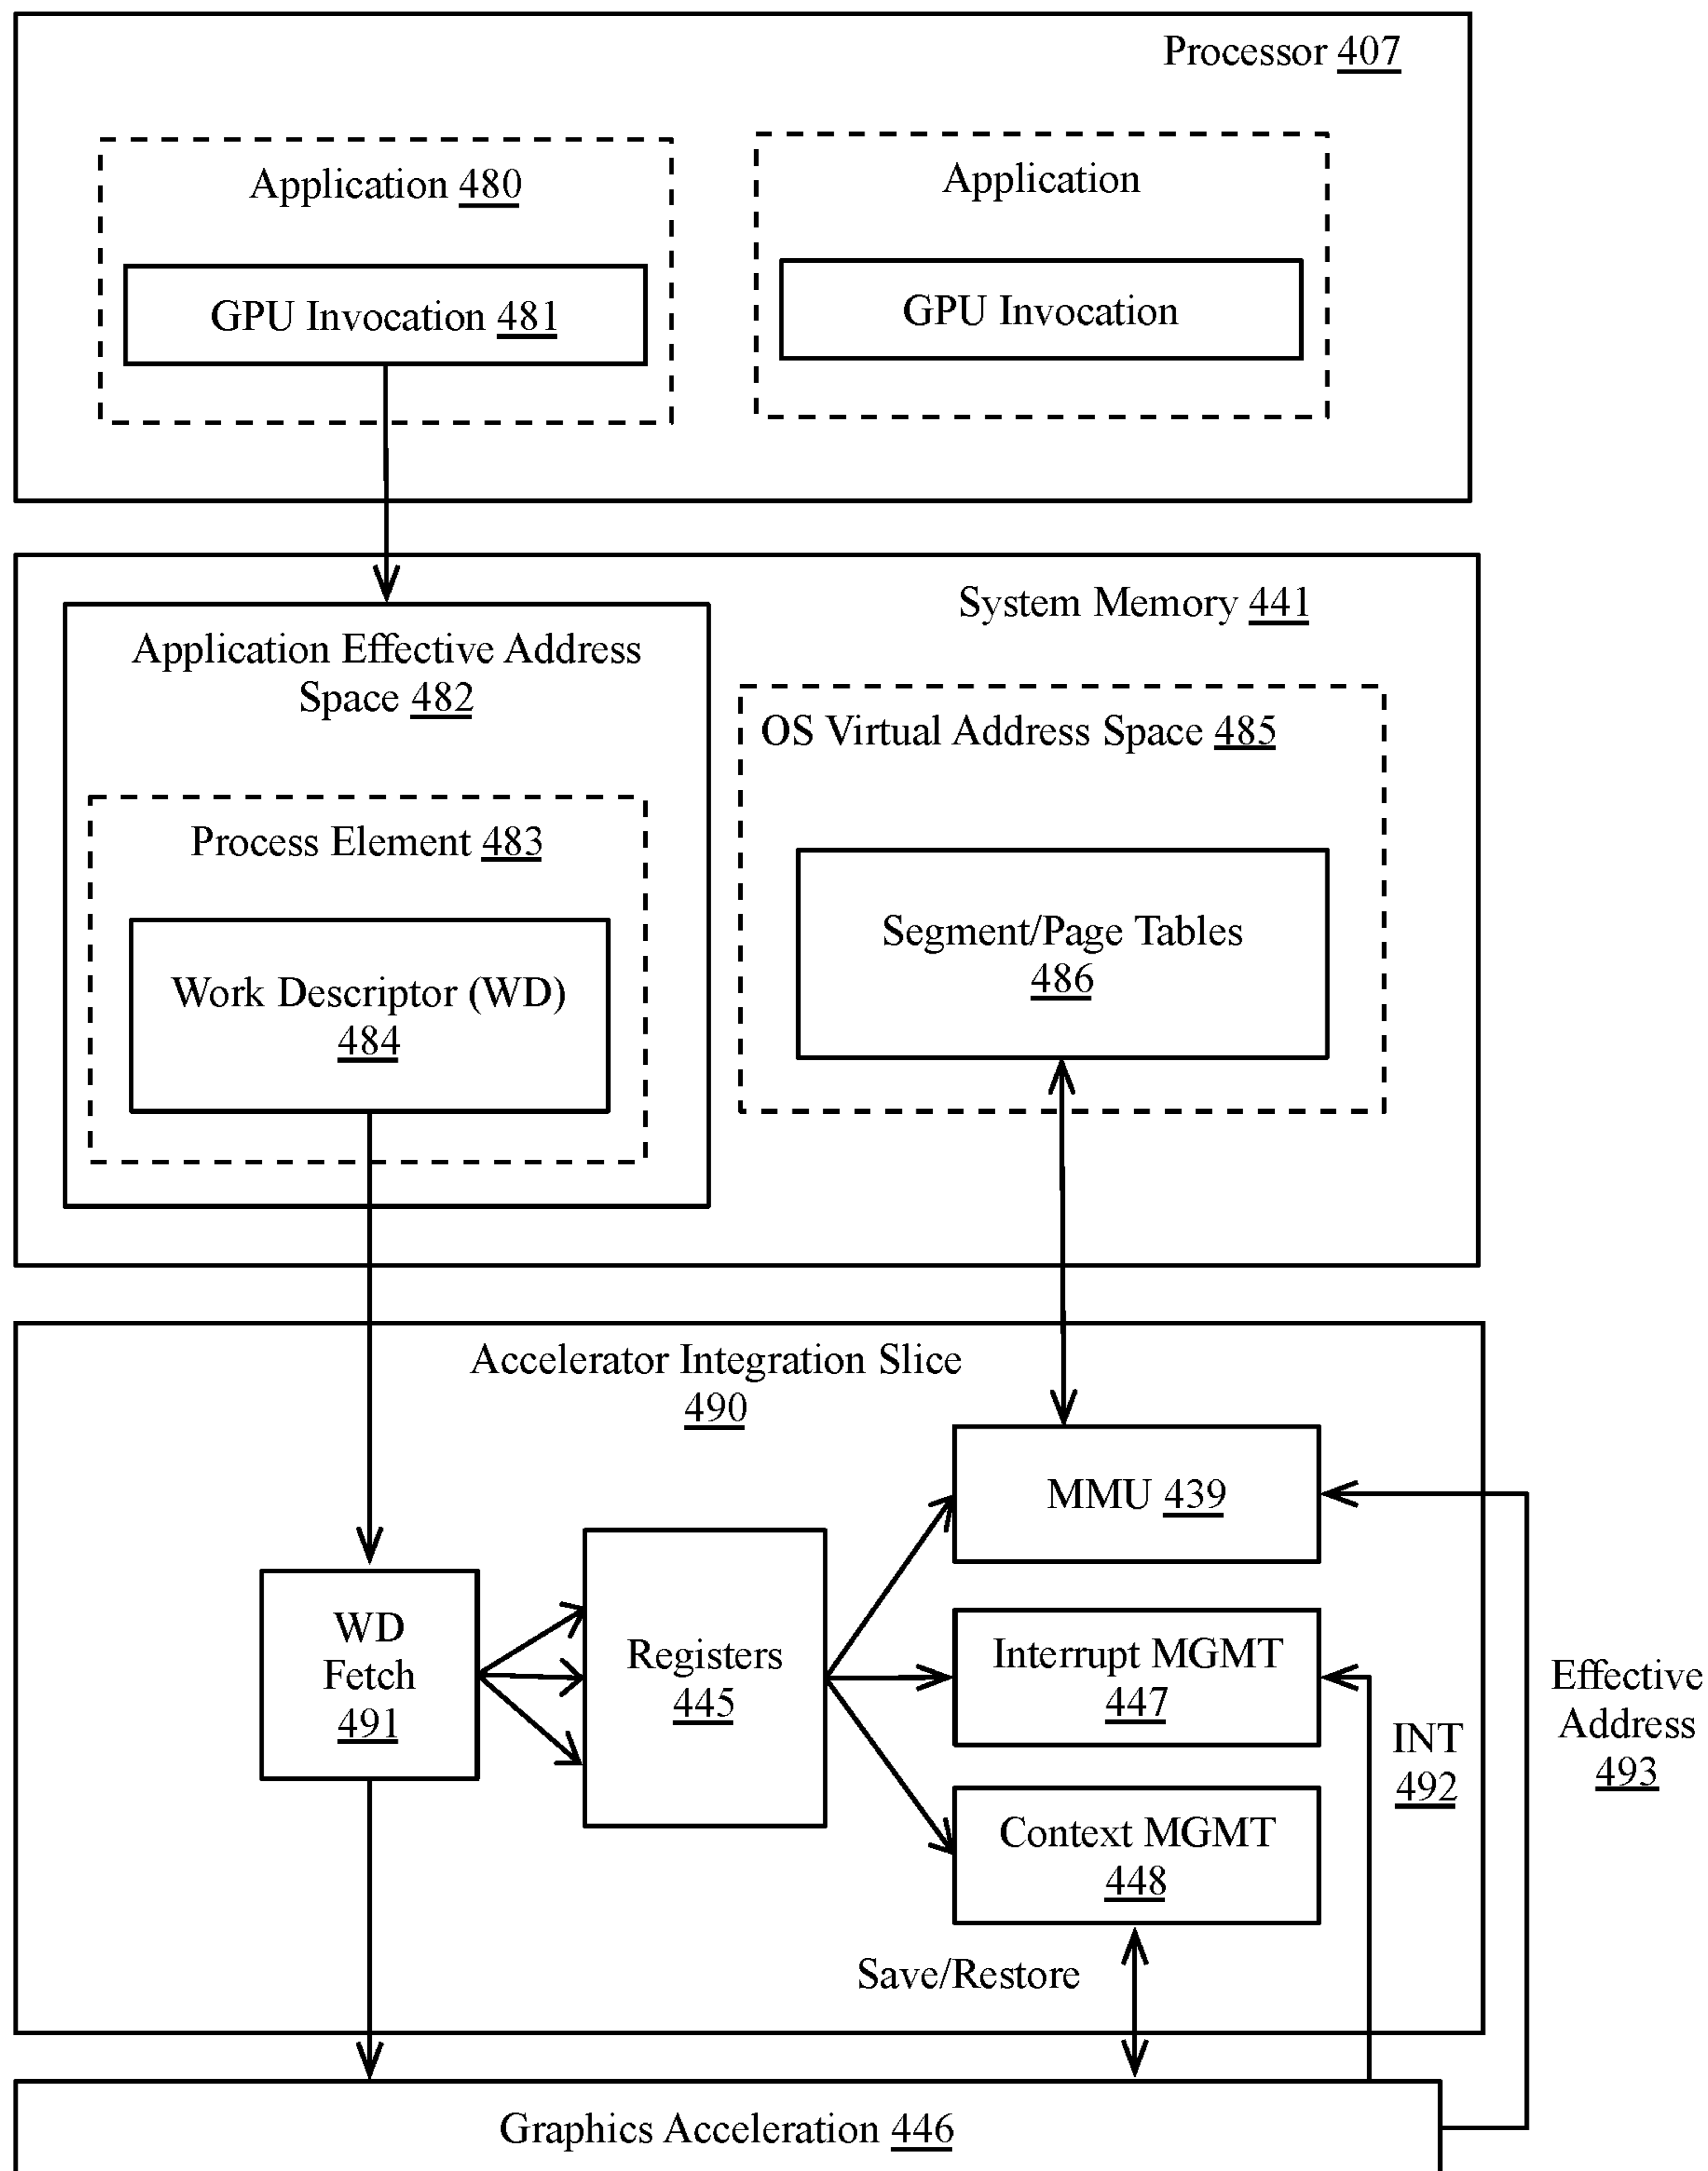 Processor 407
Application 480
Application
GPU Invocation 481
GPU Invocation
System Memory 441
Application Effective Address
Space 482
OS Virtual Address Space 485
Process Element 483
Segment/Page Tables
486
Work Descriptor (WD)
484
Accelerator Integration Slice
490
MMU 439
WD
Fetch
491
Registers
445
Interrupt MGMT
447
Effective
Address
493
INT
492
Context MGMT
448
Save/Restore
Graphics Acceleration 446